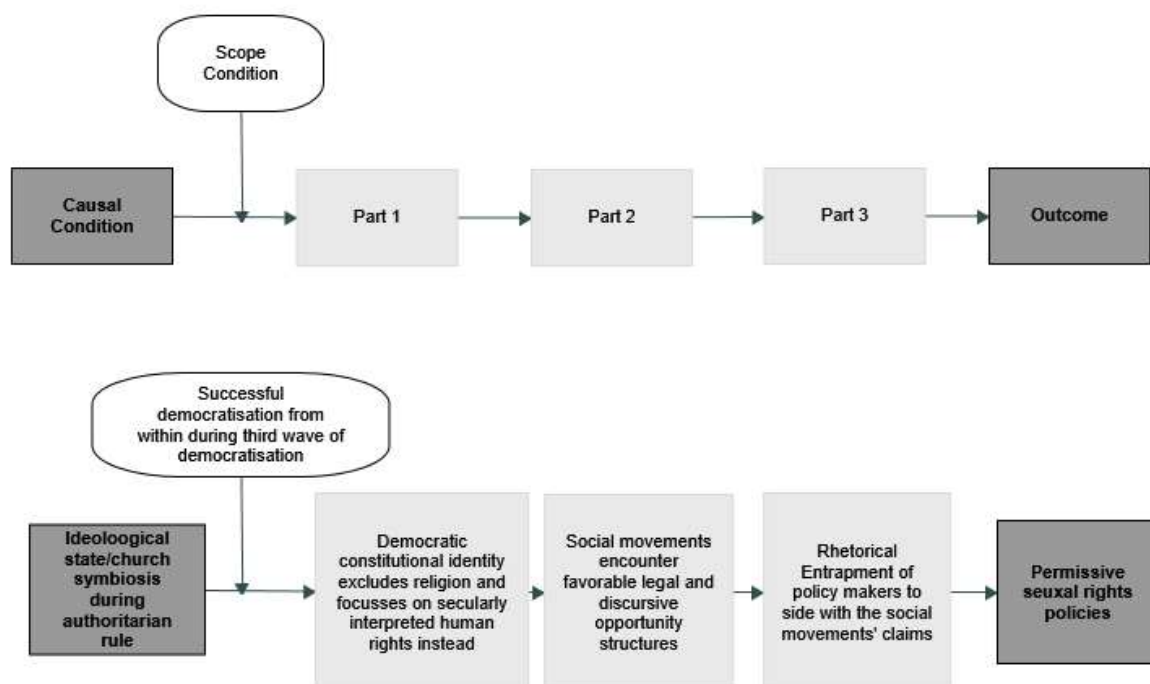 Scope
Condition
Causal
Condition
Part 1
Part 2
Part 3
Outcome
Successful
democratisation from
within during third wave of
democratisation
Ideoloogical
state/church
symbiosis
during
authoritarian
rule
Democratic
constitutional identity
excludes religion and
focusses on secularly
interpreted human
rights instead
Social movements
encounter
favorable legal and
discursive
opportunity
structures
Rhetorical
Entrapment of
policy makers to
side with the social
movements' claims
Permissive
seuxal rights
policies